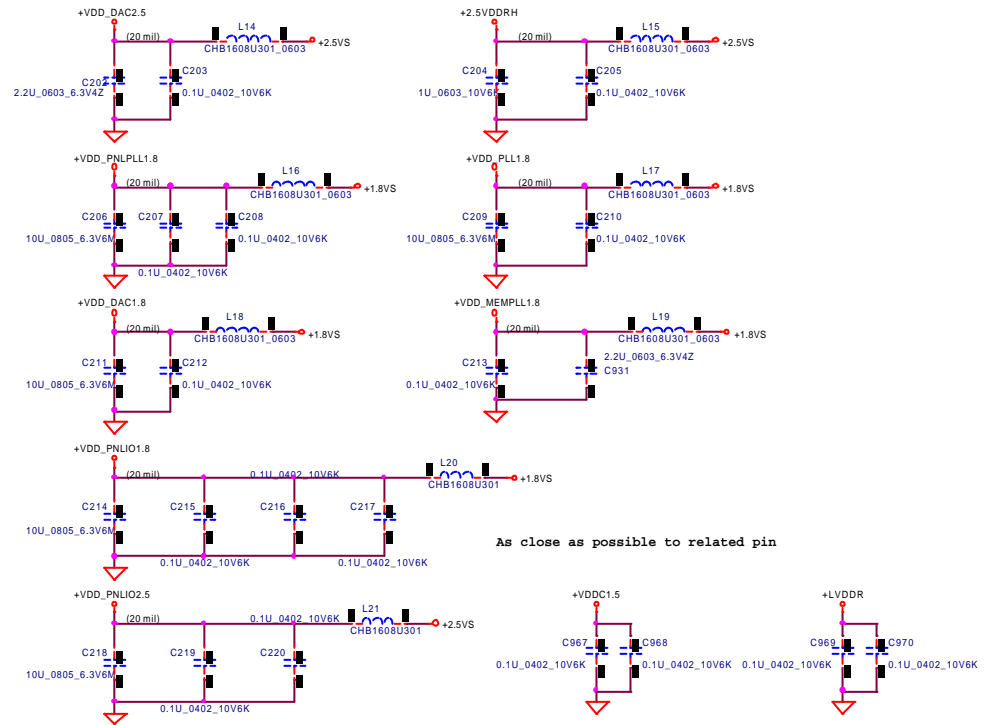 +VDD_DAC2.5
(20 mil)
L14
CHB1608U301_0603
+2.5VS
C202
2.2U_0603_6.3V4Z
C203
0.1U_0402_10V6K
+2.5VDDRH
(20 mil)
L15
CHB1608U301_0603
+2.5VS
C204
1U_0603_10V6K
C205
0.1U_0402_10V6K
+VDD_PNLPLL1.8
(20 mil)
L16
CHB1608U301_0603
+1.8VS
C206
10U_0805_6.3V6M
C207
0.1U_0402_10V6K
C208
0.1U_0402_10V6K
+VDD_PLL1.8
(20 mil)
L17
CHB1608U301_0603
+1.8VS
C209
10U_0805_6.3V6M
C210
0.1U_0402_10V6K
+VDD_DAC1.8
(20 mil)
L18
CHB1608U301_0603
+1.8VS
C211
10U_0805_6.3V6M
C212
0.1U_0402_10V6K
+VDD_MEMPLL1.8
(20 mil)
L19
CHB1608U301_0603
+1.8VS
C213
0.1U_0402_10V6K
2.2U_0603_6.3V4Z
C931
+VDD_PNLIO1.8
(20 mil)
0.1U_0402_10V6K
L20
CHB1608U301
+1.8VS
C214
10U_0805_6.3V6M
C215
0.1U_0402_10V6K
C216
C217
0.1U_0402_10V6K
As close as possible to related pin
+VDD_PNLIO2.5
(20 mil)
0.1U_0402_10V6K
L21
CHB1608U301
+2.5VS
C218
10U_0805_6.3V6M
C219
0.1U_0402_10V6K
C220
+VDDC1.5
C967
0.1U_0402_10V6K
C968
0.1U_0402_10V6K
+LVDDR
C969
0.1U_0402_10V6K
C970
0.1U_0402_10V6K